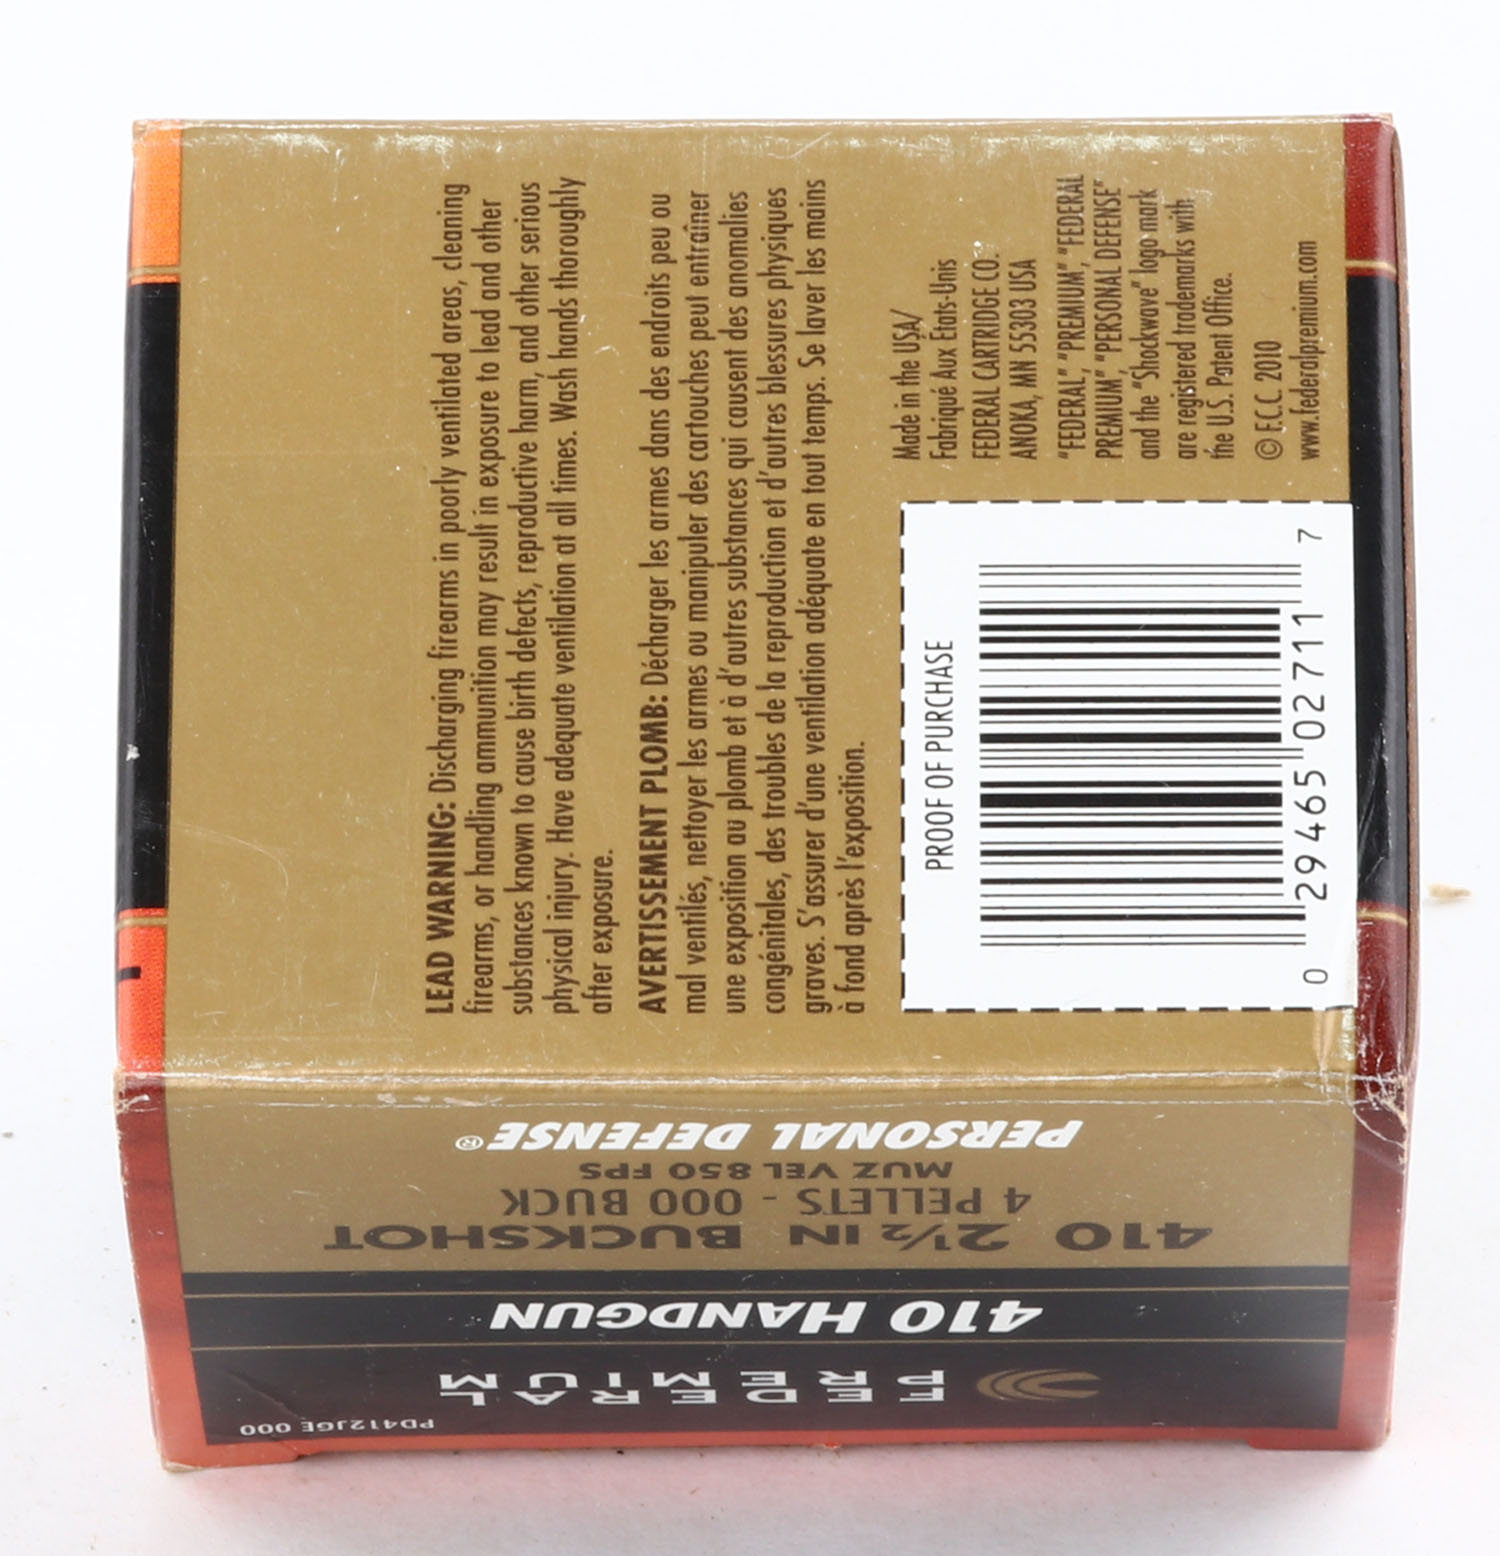 LEAD WARNING: Discharging firearms in poorly ventilated areas, cleaning
firearms, or handling ammunition may result in exposure to lead and other
substances known to cause birth defects, reproductive harm, and other serious
physical injury. Have adequate ventilation at all times. Wash hands thoroughly
after exposure.
AVERTISSEMENT PLOMB: Décharger les armes dans des endroits peu ou
mal ventilés, nettoyer les armes ou manipuler des cartouches peut entraîner
une exposition au plomb et à d'autres substances qui causent des anomalies
congénitales, des troubles de la reproduction et d'autres blessures physiques
graves. S'assurer d'une ventilation adéquate en tout temps. Se laver les mains
à fond après l'exposition.
PROOF OF PURCHASE
0 29465 02711 7
Made in the USA/
Fabriqué Aux États-Unis
FEDERAL CARTRIDGE CO.
ANOKA, MN 55303 USA
"FEDERAL," "PREMIUM," "FEDERAL
PREMIUM," "PERSONAL DEFENSE"
and the "Shockwave" logo mark
are registered trademarks with
the U.S. Patent Office.
© F.C.C. 2010
www.federalpremium.com
PD412JGE 000
FEDERAL
PREMIUM
410 HANDGUN
410 2½ IN BUCKSHOT
4 PELLETS - 000 BUCK
MUZ VEL 850 FPS
PERSONAL DEFENSE®